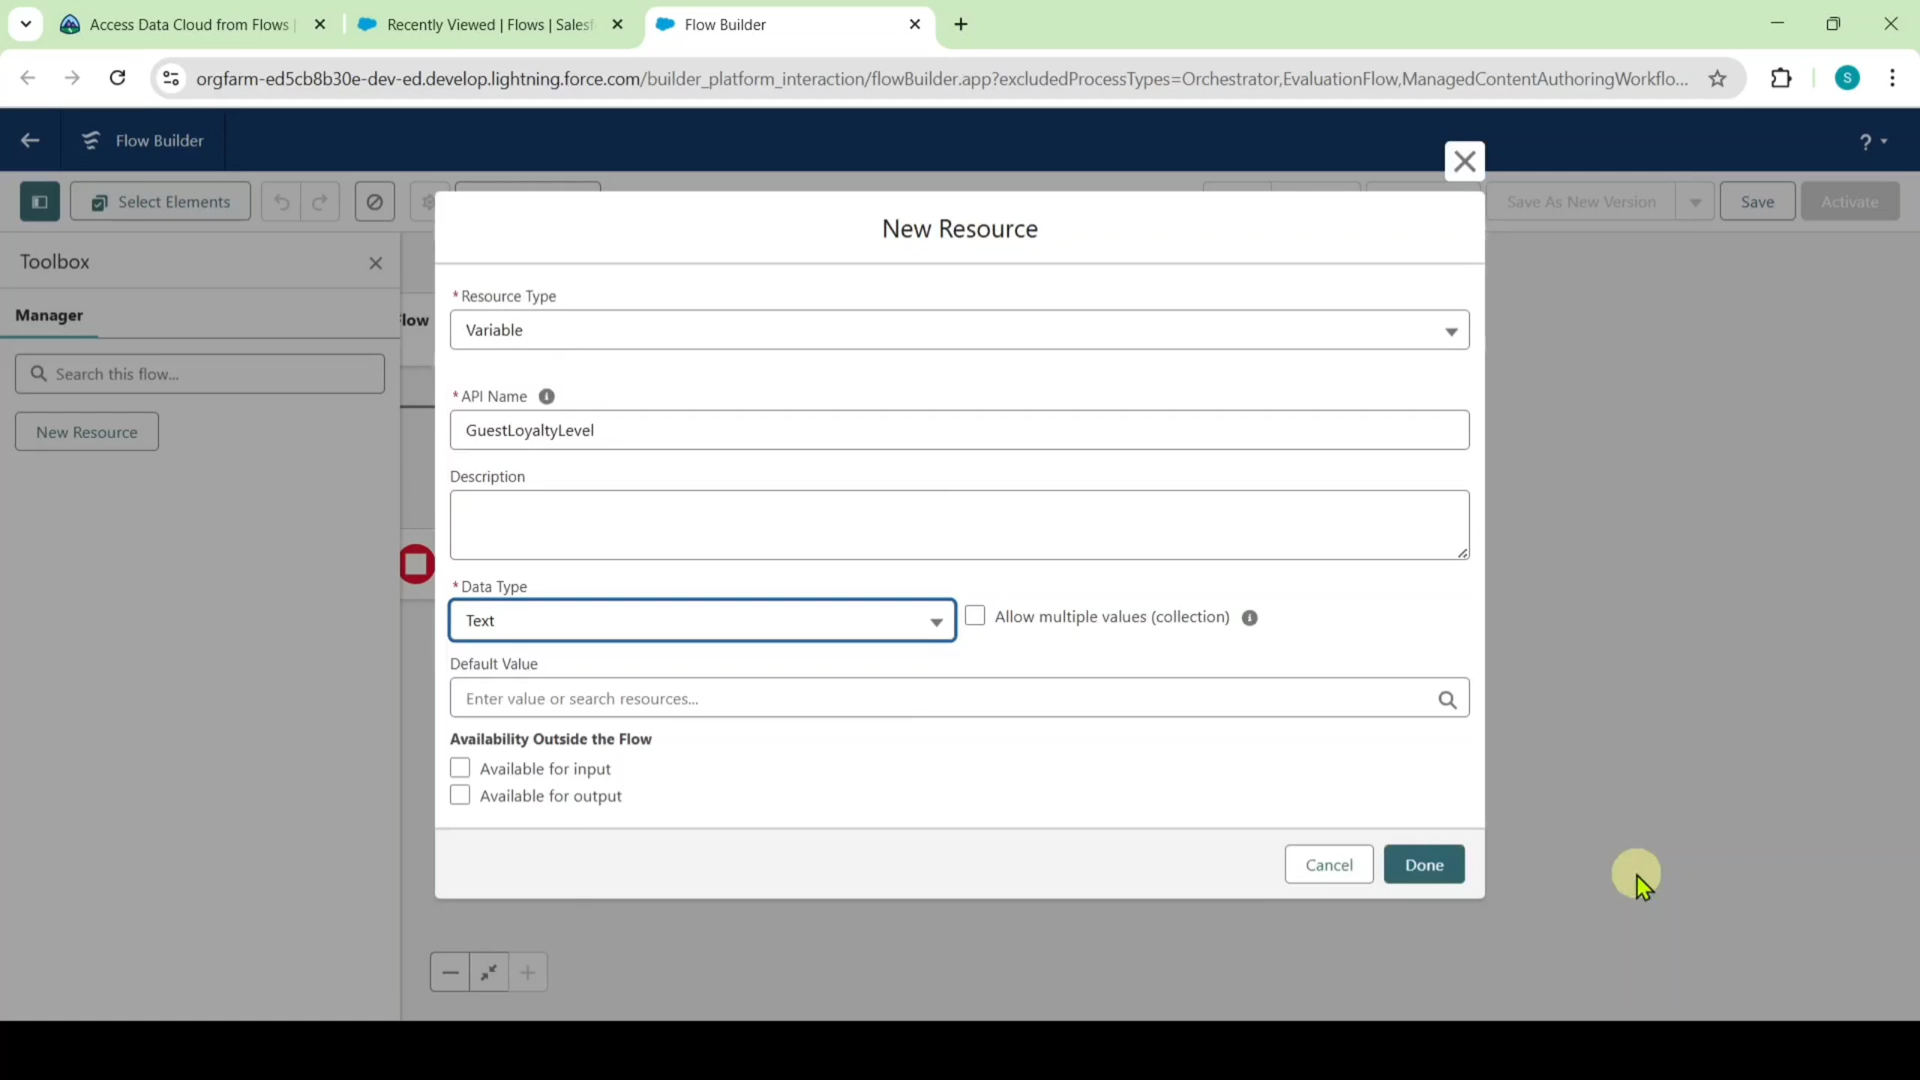 Access Data Cloud from Flows
Recently Viewed | Flows | Salesf
Flow Builder
orgfarm-ed5cb8b30e-dev-ed.develop.lightning.force.com/builder_platform_interaction/flowBuilder.app?excludedProcessTypes=Orchestrator,EvaluationFlow,ManagedContentAuthoringWorkflo...
S
Flow Builder
?
Select Elements
Save As New Version
Save
Activate
New Resource
Toolbox
Manager
Flow
Search this flow...
New Resource
* Resource Type
Variable
* API Name
GuestLoyaltyLevel
Description
* Data Type
Text
Allow multiple values (collection)
Default Value
Enter value or search resources...
Availability Outside the Flow
Available for input
Available for output
Cancel
Done